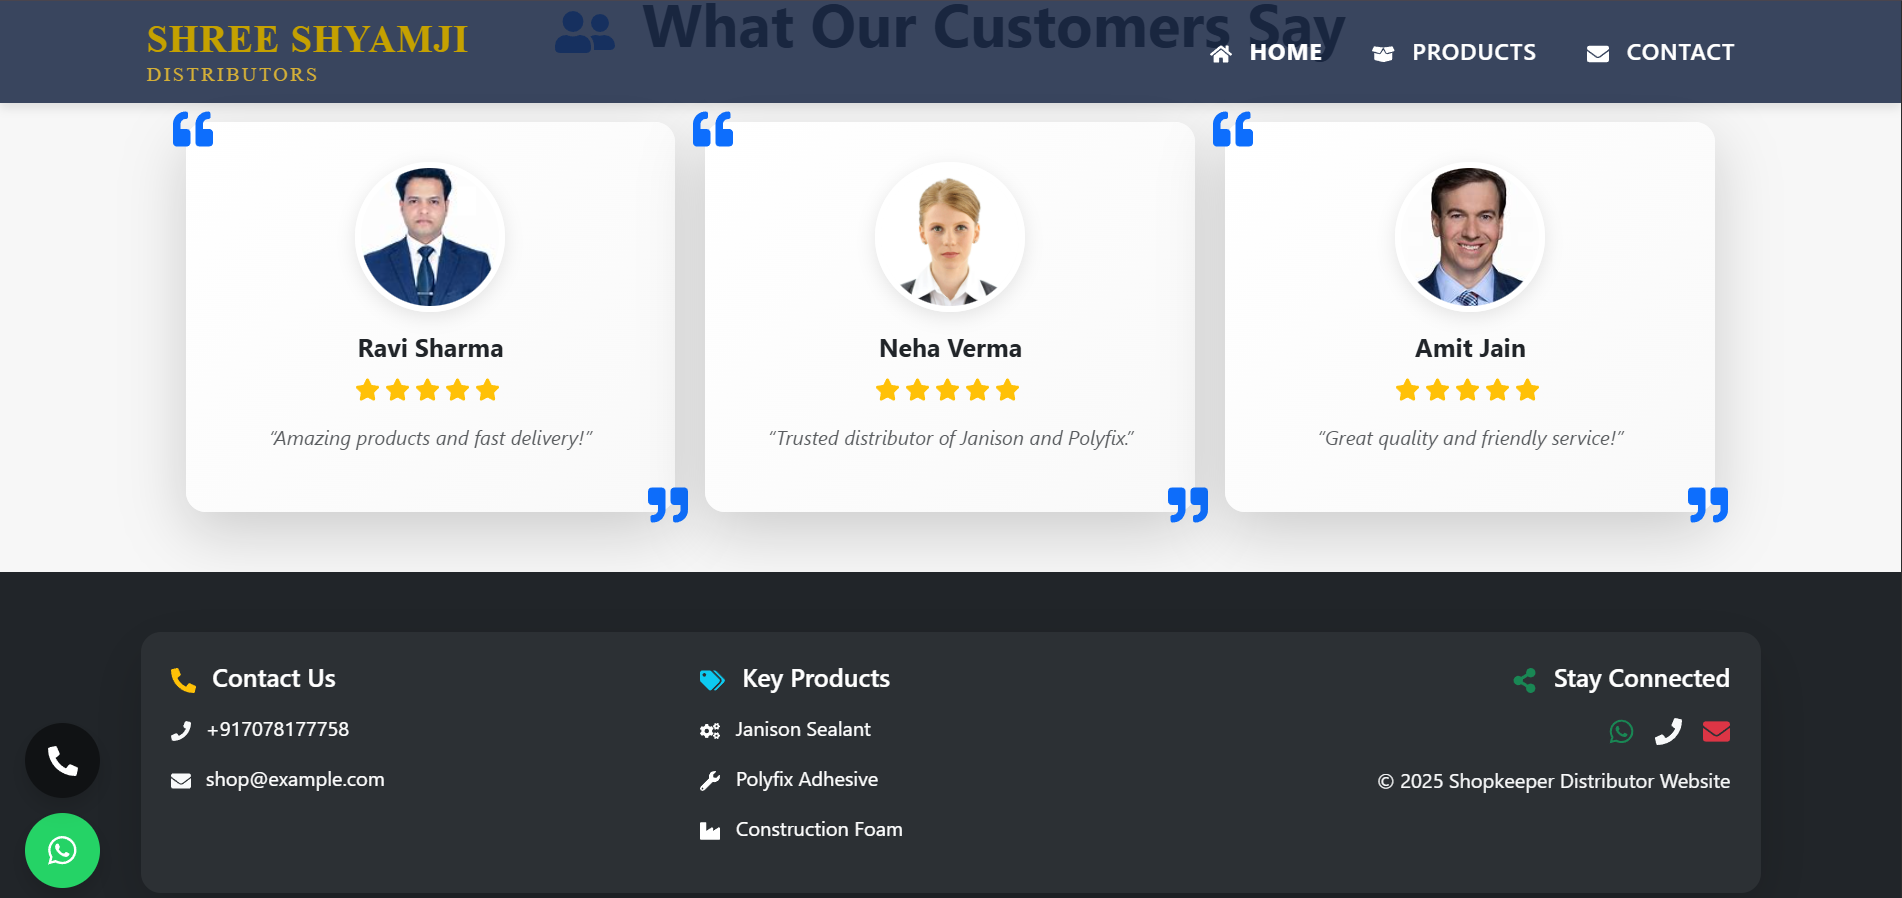 SHREE SHYAMJI
DISTRIBUTORS
What Our Customers Say
HOME
PRODUCTS
CONTACT
Ravi Sharma
“Amazing products and fast delivery!”
Neha Verma
“Trusted distributor of Janison and Polyfix.”
Amit Jain
“Great quality and friendly service!”
Contact Us
+917078177758
shop@example.com
Key Products
Janison Sealant
Polyfix Adhesive
Construction Foam
Stay Connected
© 2025 Shopkeeper Distributor Website